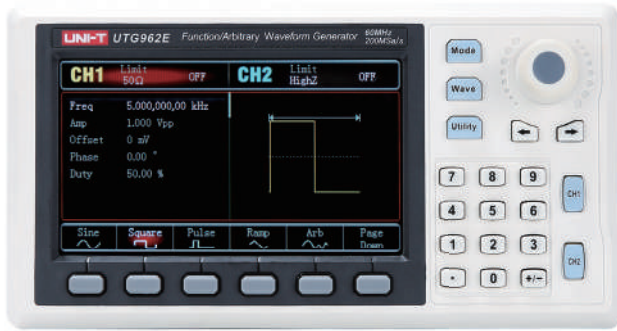 UNI-T UTG962E Function/Arbitrary Waveform Generator 60MHz 200MSa/s
CH1 Limit 50Ω OFF CH2 Limit HighZ OFF
Freq 5.000,000,00 kHz
Amp 1.000 Vpp
Offset 0 mV
Phase 0.00 °
Duty 50.00 %
Sine Square Pulse Ramp Arb Page Down
Mode
Wave
Utility
7 8 9 CH1
4 5 6
1 2 3 CH2
. 0 +/-